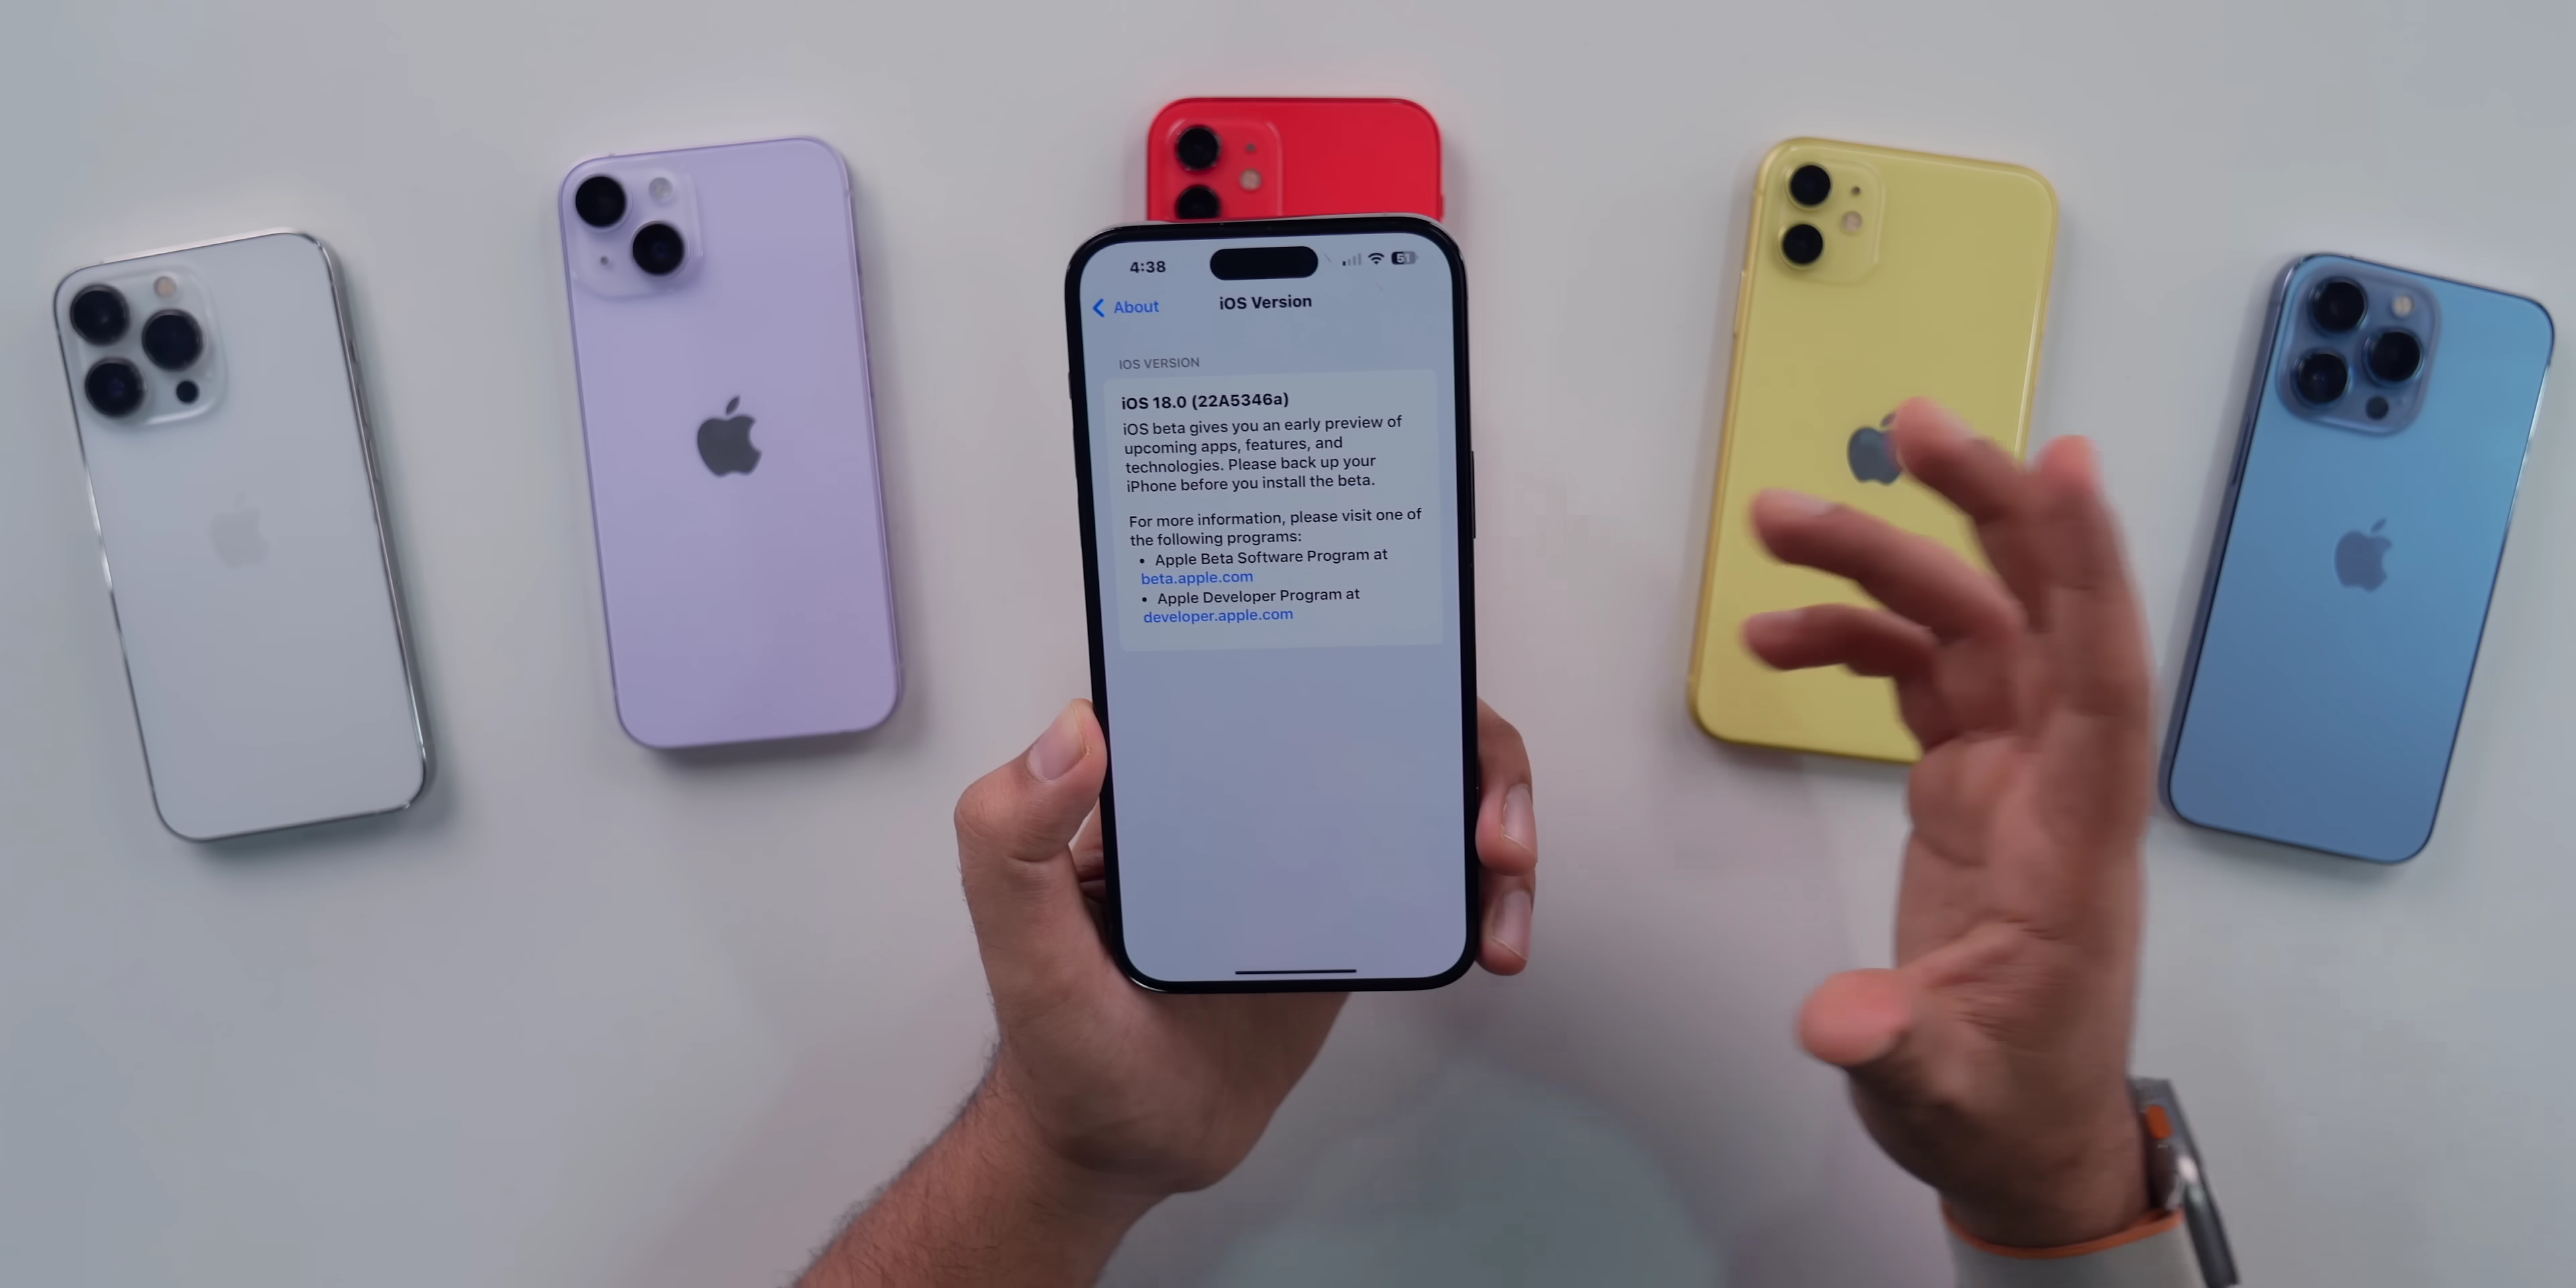 4:38
51
About
iOS Version
IOS VERSION
iOS 18.0 (22A5346a)
iOS beta gives you an early preview of
upcoming apps, features, and
technologies. Please back up your
iPhone before you install the beta.
For more information, please visit one of
the following programs:
• Apple Beta Software Program at
beta.apple.com
• Apple Developer Program at
developer.apple.com